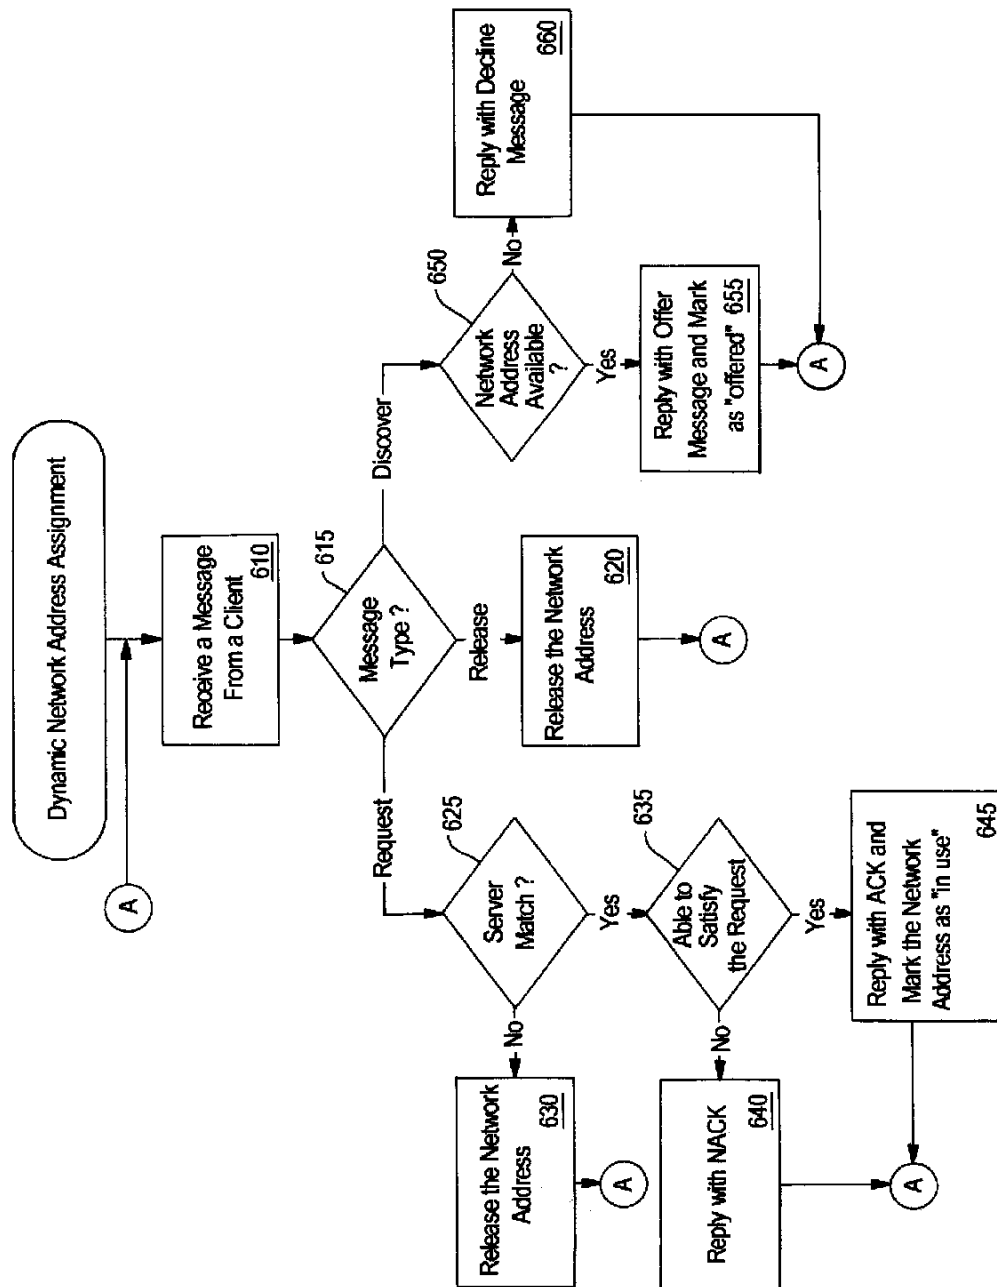 Dynamic Network Address Assignment
A
Receive a Message
From a Client
610
615
Message
Type ?
Request
Release
Discover
625
Server
Match ?
No
Yes
Release the Network
Address
630
A
635
Able to
Satisfy
the Request
No
Yes
Reply with NACK
640
Reply with ACK and
Mark the Network
Address as "in use"
645
A
Release the Network
Address
620
A
650
Network
Address
Available
?
No
Yes
Reply with Decline
Message
660
Reply with Offer
Message and Mark
as "offered" 655
A